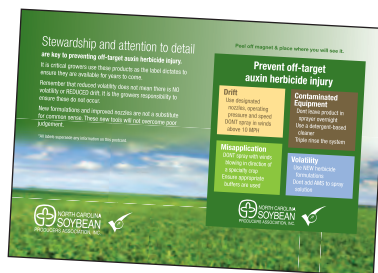 Stewardship and attention to detail
are key to preventing off-target auxin herbicide injury.
It is critical growers use these products as the label dictates to
ensure they are available for years to come.
Remember that reduced volatility does not mean there is NO
volatility or REDUCED drift. It is the growers responsibility to
ensure these do not occur.
New formulations and improved nozzles are not a substitute
for common sense. These new tools will not overcome poor
judgement.
NORTH CAROLINA
SOYBEAN
PRODUCERS ASSOCIATION, INC.
Peel off magnet & place where you will see it.
Prevent off-target
auxin herbicide injury
Drift
Use designated
nozzles, operating
pressure and speed
DONT spray in winds
above 10 MPH
Contaminated
Equipment
Dont leave product in
sprayer overnight
Use a detergent-based
cleaner
Triple rinse the system
Misapplication
DONT spray with winds
blowing in direction of
a specialty crop
Ensure appropriate
buffers are used
Volatility
Use NEW herbicide
formulations
Dont add AMS to spray
solution
NORTH CAROLINA
SOYBEAN
PRODUCERS ASSOCIATION, INC.